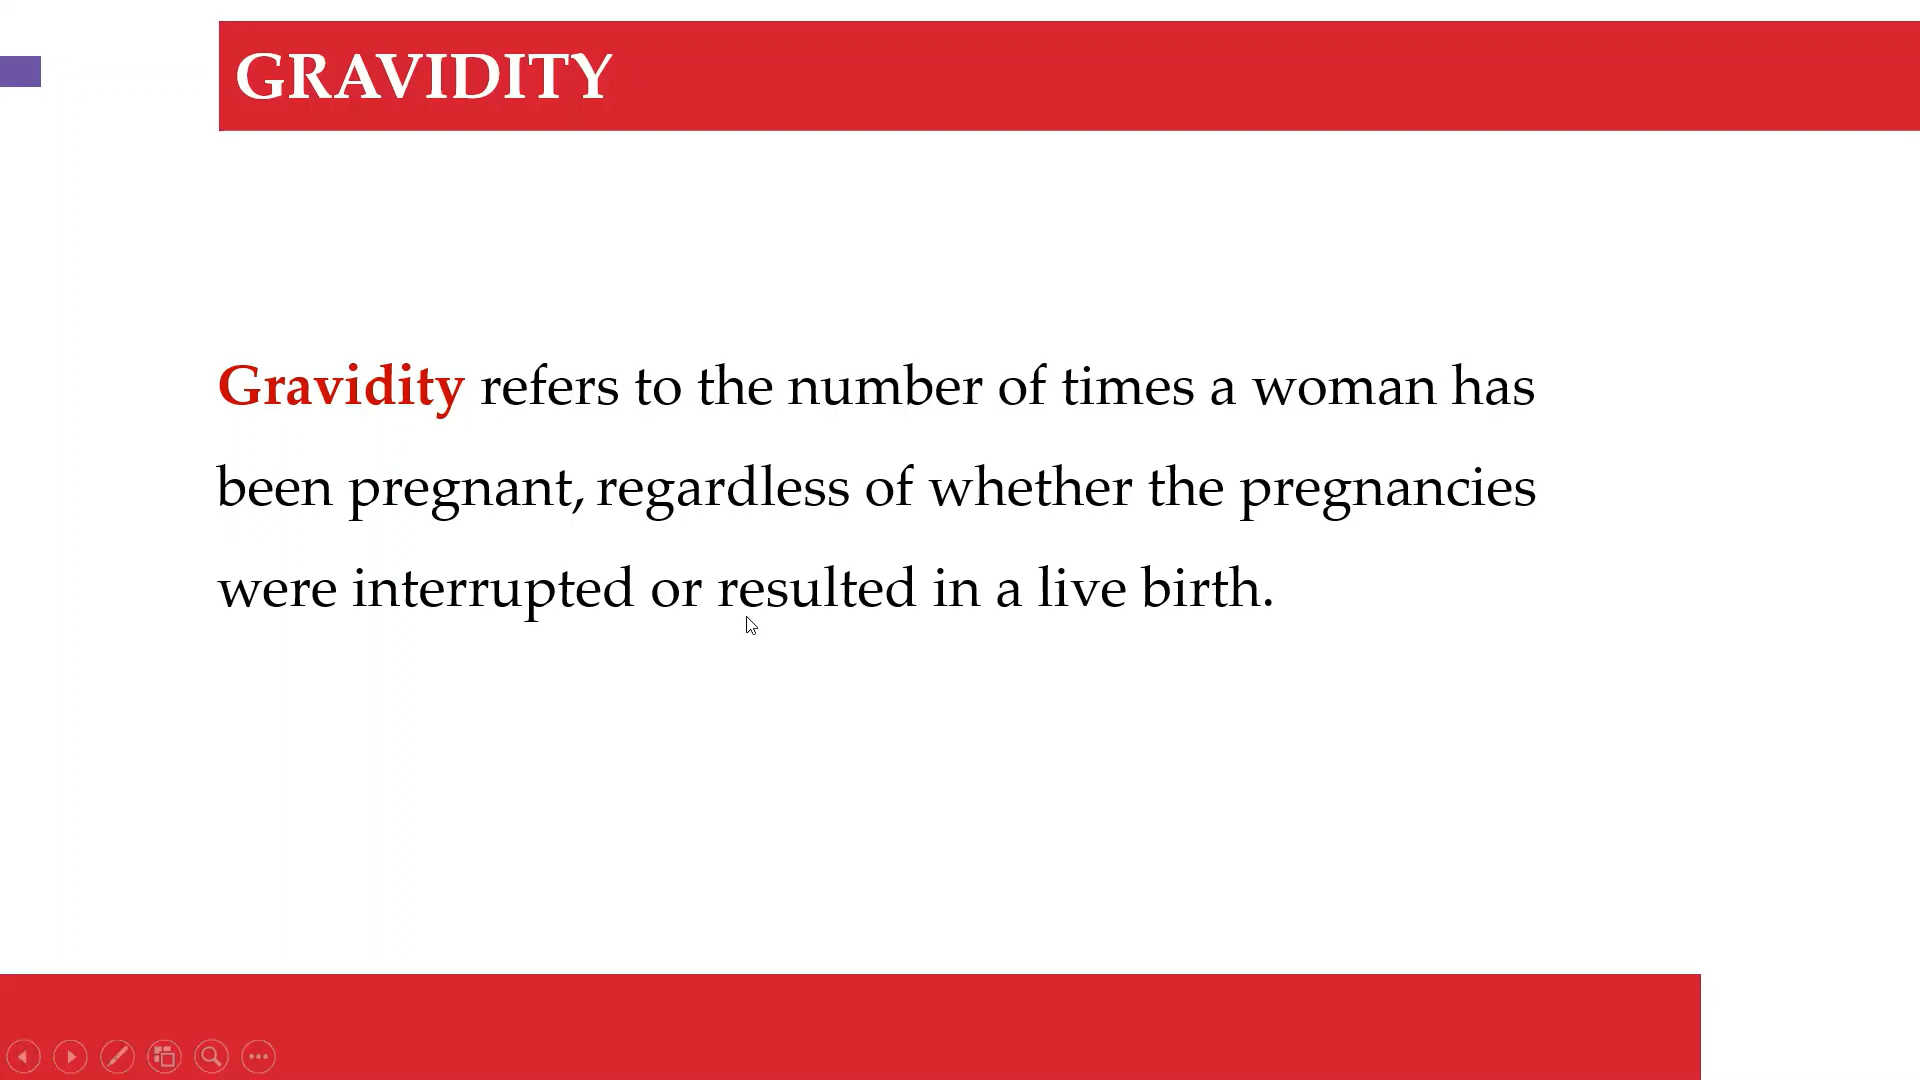 GRAVIDITY
Gravidity refers to the number of times a woman has
been pregnant, regardless of whether the pregnancies
were interrupted or resulted in a live birth.